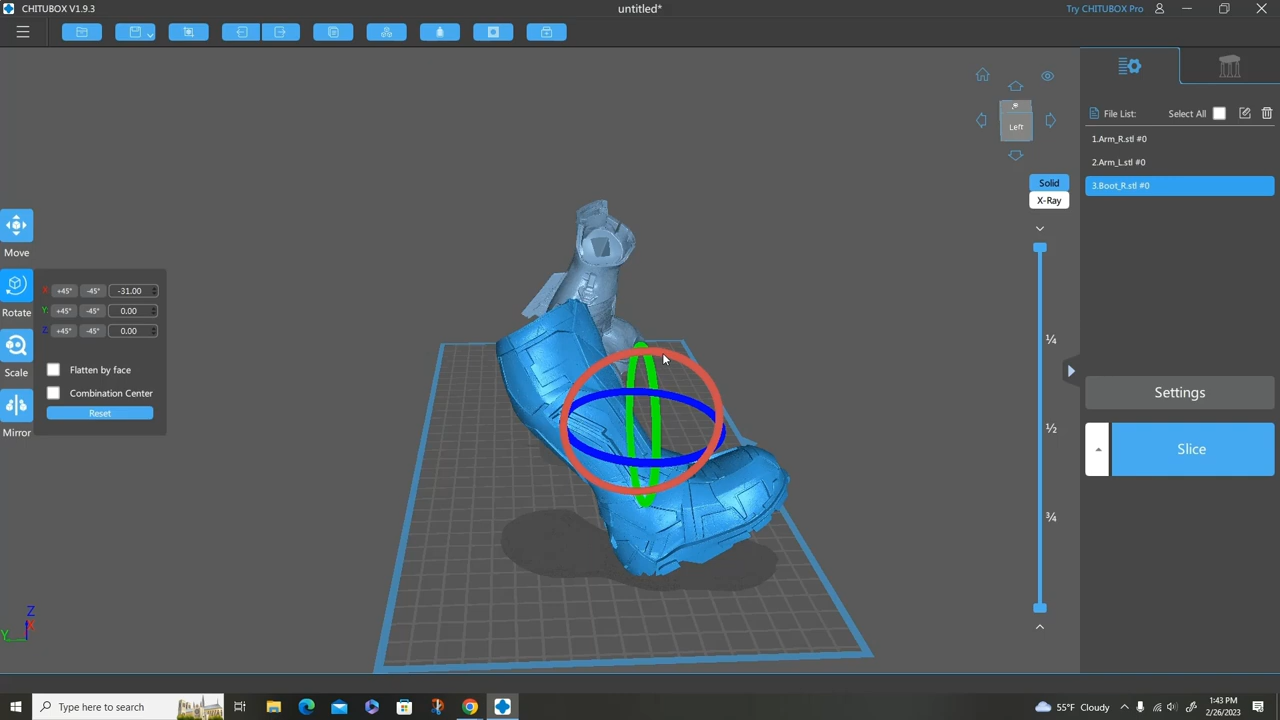 CHITUBOX V1.9.3
untitled*
Try CHITUBOX Pro
File List:
Select All
1.Arm_R.stl #0
2.Arm_L.stl #0
3.Boot_R.stl #0
Left
Solid
X-Ray
Move
Rotate
Scale
Mirror
X: +45° -45° -31.00
Y: +45° -45° 0.00
Z: +45° -45° 0.00
Flatten by face
Combination Center
Reset
¼
½
¾
Settings
Slice
Z
X
Y
Type here to search
55°F Cloudy
1:43 PM
2/26/2023